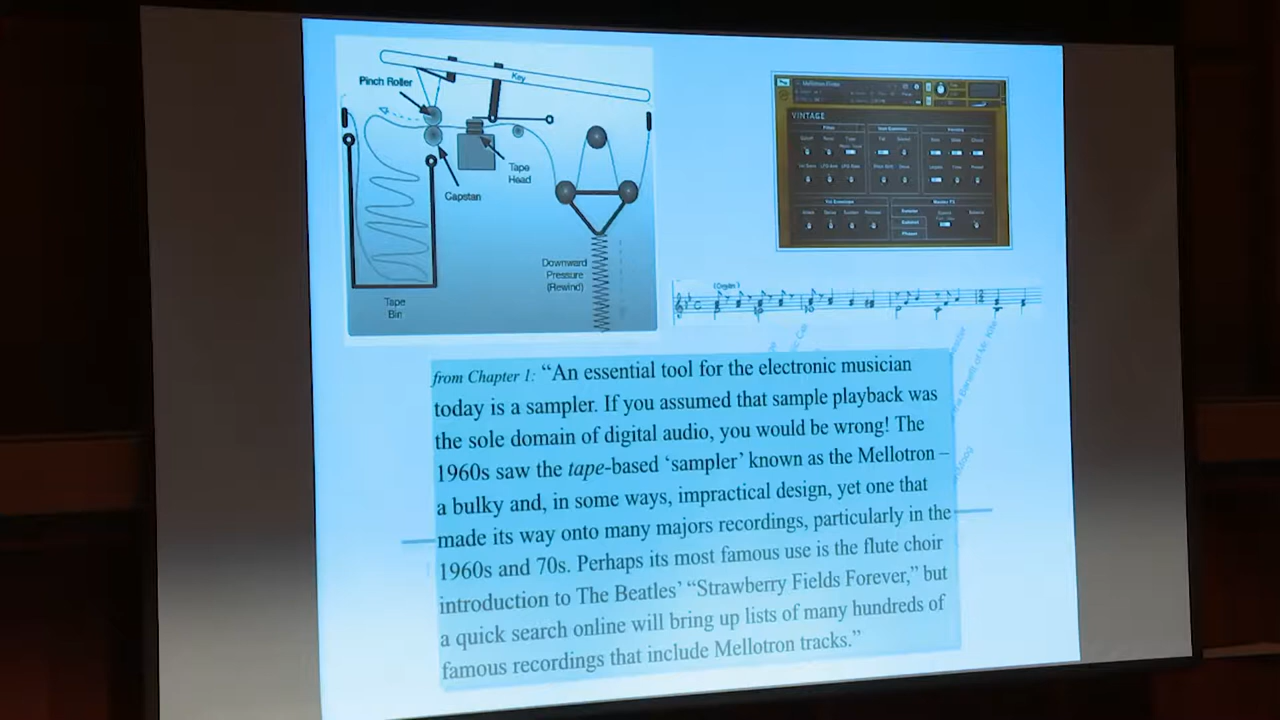 Key
Pinch Roller
Tape
Head
Capstan
Downward
Pressure
(Rewind)
Tape
Bin
VINTAGE
(Organ)
from Chapter 1: “An essential tool for the electronic musician
today is a sampler. If you assumed that sample playback was
the sole domain of digital audio, you would be wrong! The
1960s saw the tape-based ‘sampler’ known as the Mellotron –
a bulky and, in some ways, impractical design, yet one that
made its way onto many majors recordings, particularly in the
1960s and 70s. Perhaps its most famous use is the flute choir
introduction to The Beatles’ “Strawberry Fields Forever,” but
a quick search online will bring up lists of many hundreds of
famous recordings that include Mellotron tracks.”
Benefit of Mr. Kite